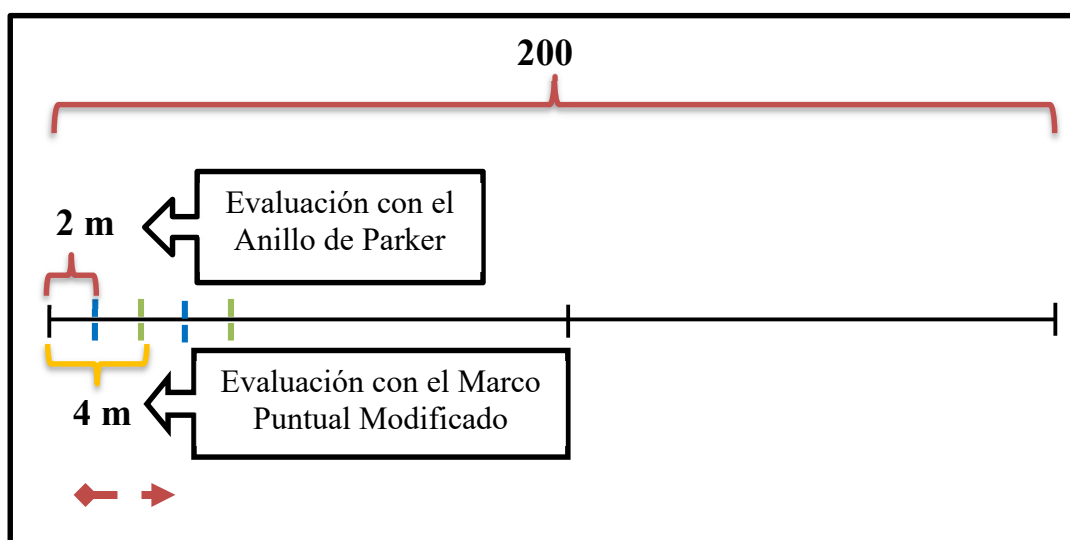 200
Evaluación con el
Anillo de Parker
2 m
Evaluación con el Marco
Puntual Modificado
4 m